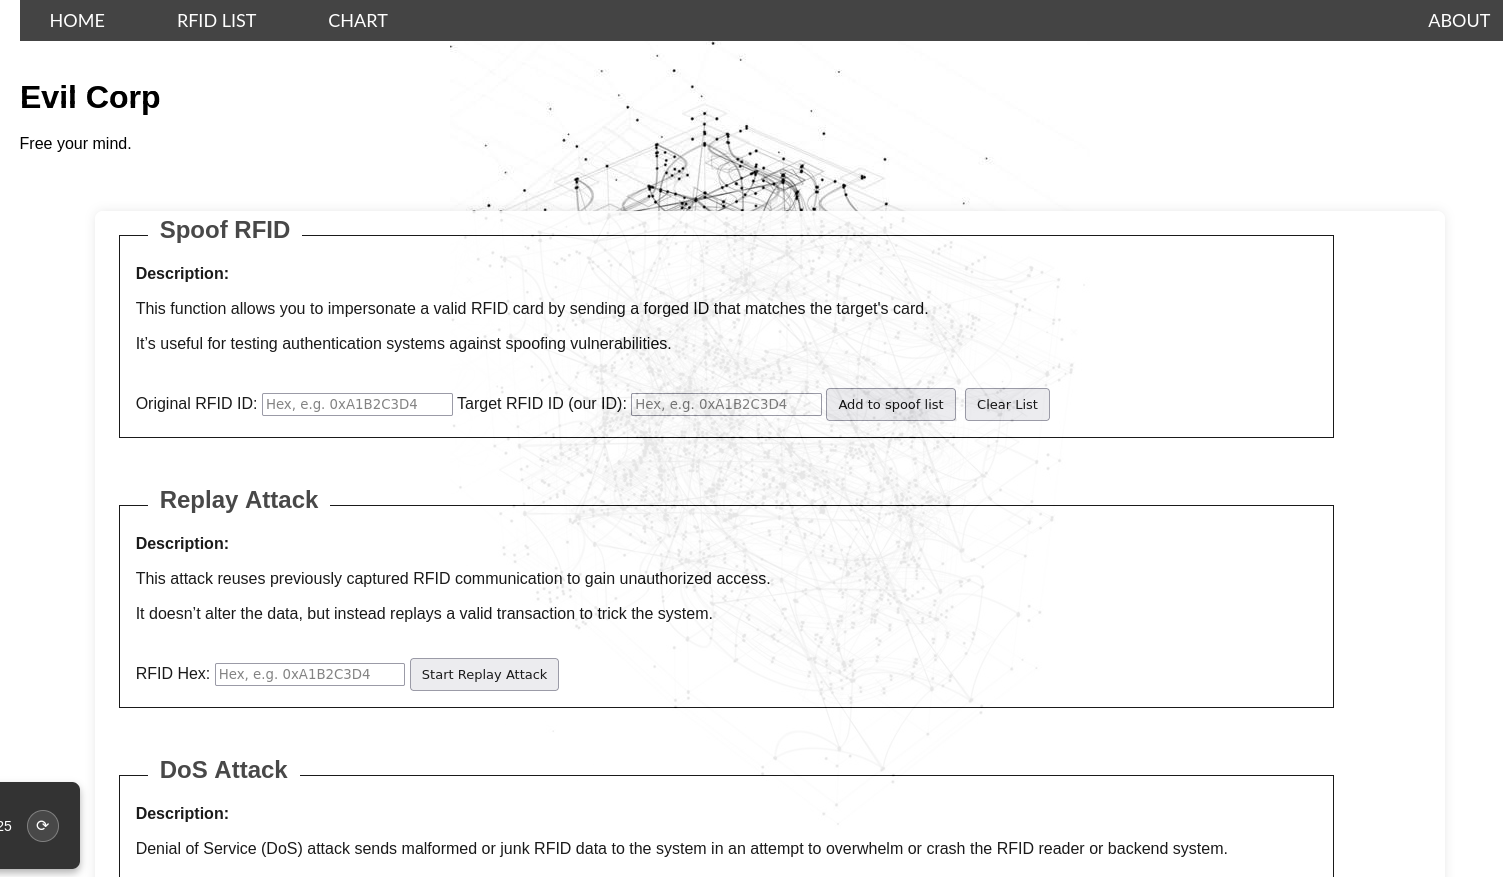 HOME RFID LIST CHART ABOUT
Evil Corp
Free your mind.
Spoof RFID
Description:
This function allows you to impersonate a valid RFID card by sending a forged ID that matches the target's card.
It’s useful for testing authentication systems against spoofing vulnerabilities.
Original RFID ID: Hex, e.g. 0xA1B2C3D4 Target RFID ID (our ID): Hex, e.g. 0xA1B2C3D4 Add to spoof list Clear List
Replay Attack
Description:
This attack reuses previously captured RFID communication to gain unauthorized access.
It doesn’t alter the data, but instead replays a valid transaction to trick the system.
RFID Hex: Hex, e.g. 0xA1B2C3D4 Start Replay Attack
DoS Attack
Description:
25 ⟳
Denial of Service (DoS) attack sends malformed or junk RFID data to the system in an attempt to overwhelm or crash the RFID reader or backend system.